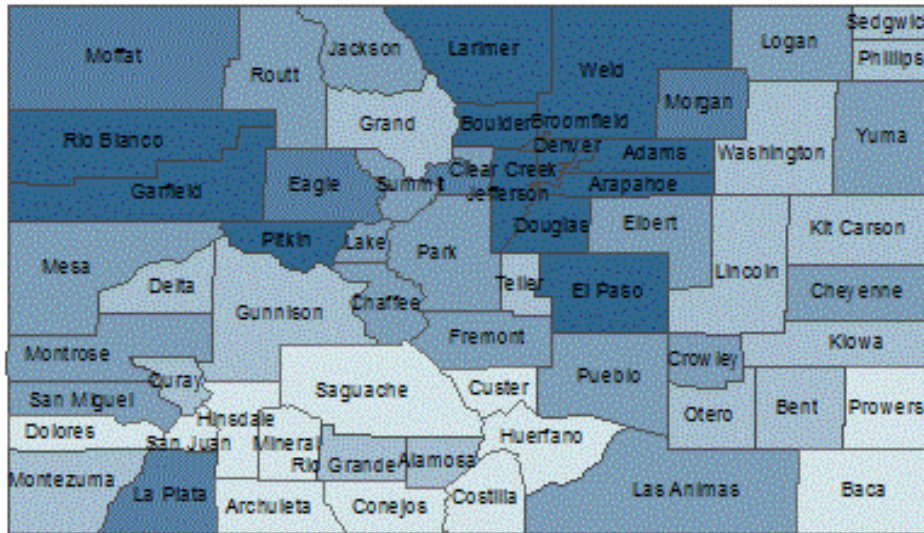 Sedgwic
Logan
Moffat
Jackson
Larimer
Phillips
Routt
Weld
Morgan
Grand
Boulder
Broomfield
Rio Blanco
Yuma
Denver
Adams
Washington
Clear Creek
Eagle
Summit
Jefferson
Arapahoe
Garfield
Douglas
Elbert
Kit Carson
Pitkin
Lake
Park
Mesa
Lincoln
Teller
Delta
El Paso
Cheyenne
Chaffee
Gunnison
Fremont
Kiowa
Montrose
Crowley
Ouray
Pueblo
Saguache
Custer
San Miguel
Otero
Bent
Prowers
Hinsdale
Dolores
San Juan
Mineral
Huerfano
Rio Grande
Alamosa
Montezuma
La Plata
Costilla
Las Animas
Baca
Archuleta
Conejos